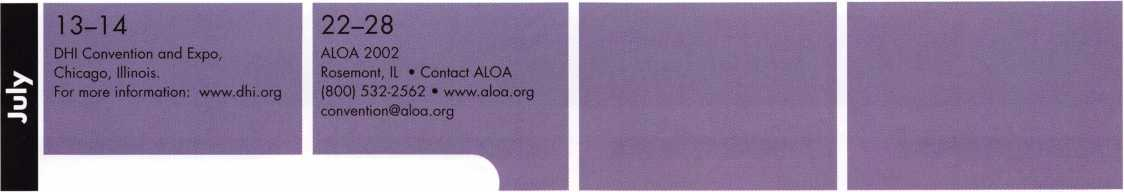 July
13–14
DHI Convention and Expo,
Chicago, Illinois.
For more information: www.dhi.org
22–28
ALOA 2002
Rosemont, IL • Contact ALOA
(800) 532-2562 • www.aloa.org
convention@aloa.org